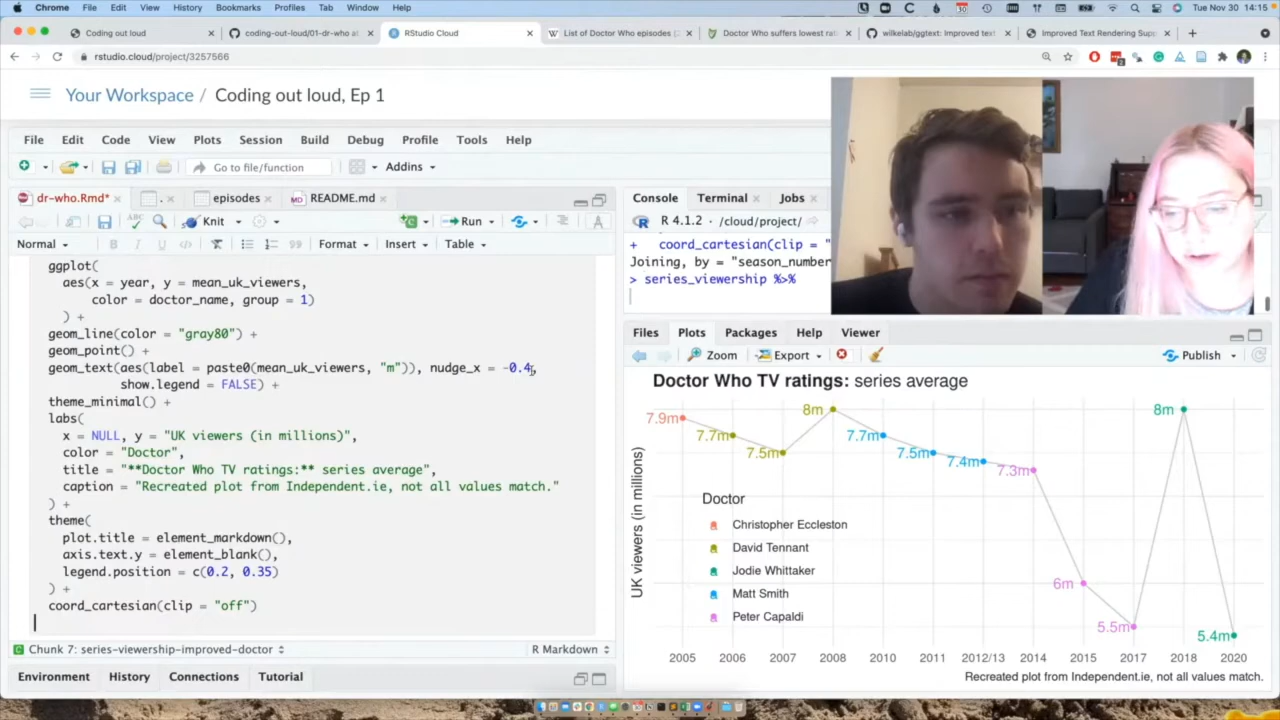 Chrome File Edit View History Bookmarks Profiles Tab Window Help Tue Nov 30 14:15
Coding out loud
coding-out-loud/01-dr-who at
RStudio Cloud
List of Doctor Who episodes (2
Doctor Who suffers lowest rat
wilkelab/ggtext: Improved text
Improved Text Rendering Supp
rstudio.cloud/project/3257566
Your Workspace / Coding out loud, Ep 1
File Edit Code View Plots Session Build Debug Profile Tools Help
Go to file/function Addins
dr-who.Rmd* . episodes README.md
Knit Run
Normal Format Insert Table
ggplot(
aes(x = year, y = mean_uk_viewers,
color = doctor_name, group = 1)
) +
geom_line(color = "gray80") +
geom_point() +
geom_text(aes(label = paste0(mean_uk_viewers, "m")), nudge_x = -0.4,
show.legend = FALSE) +
theme_minimal() +
labs(
x = NULL, y = "UK viewers (in millions)",
color = "Doctor",
title = "**Doctor Who TV ratings:** series average",
caption = "Recreated plot from Independent.ie, not all values match."
) +
theme(
plot.title = element_markdown(),
axis.text.y = element_blank(),
legend.position = c(0.2, 0.35)
) +
coord_cartesian(clip = "off")
Chunk 7: series-viewership-improved-doctor R Markdown
Environment History Connections Tutorial
Console Terminal Jobs
R 4.1.2 · /cloud/project/
+ coord_cartesian(clip = "
Joining, by = "season_number
> series_viewership %>%
Files Plots Packages Help Viewer
Zoom Export Publish
Doctor Who TV ratings: series average
7.9m
7.7m
7.5m
8m
7.7m
7.5m
7.4m
7.3m
6m
5.5m
8m
5.4m
UK viewers (in millions)
Doctor
Christopher Eccleston
David Tennant
Jodie Whittaker
Matt Smith
Peter Capaldi
2005 2006 2007 2008 2010 2011 2012/13 2014 2015 2017 2018 2020
Recreated plot from Independent.ie, not all values match.